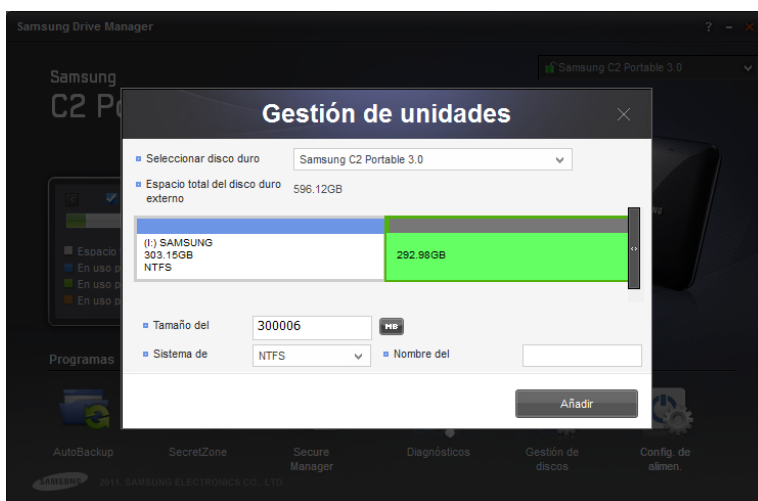 Samsung Drive Manager
? – ×
Samsung C2 Portable 3.0
Samsung
C2 Po
Gestión de unidades
Seleccionar disco duro
Samsung C2 Portable 3.0
Espacio total del disco duro
externo
596.12GB
(I:) SAMSUNG
303.15GB
NTFS
292.98GB
Espacio
En uso p
En uso p
En uso p
Tamaño del
300006
MB
Sistema de
NTFS
Nombre del
Programas
Añadir
AutoBackup
SecretZone
Secure
Manager
Diagnósticos
Gestión de
discos
Config. de
alimen.
SAMSUNG 2011, SAMSUNG ELECTRONICS CO., LTD.